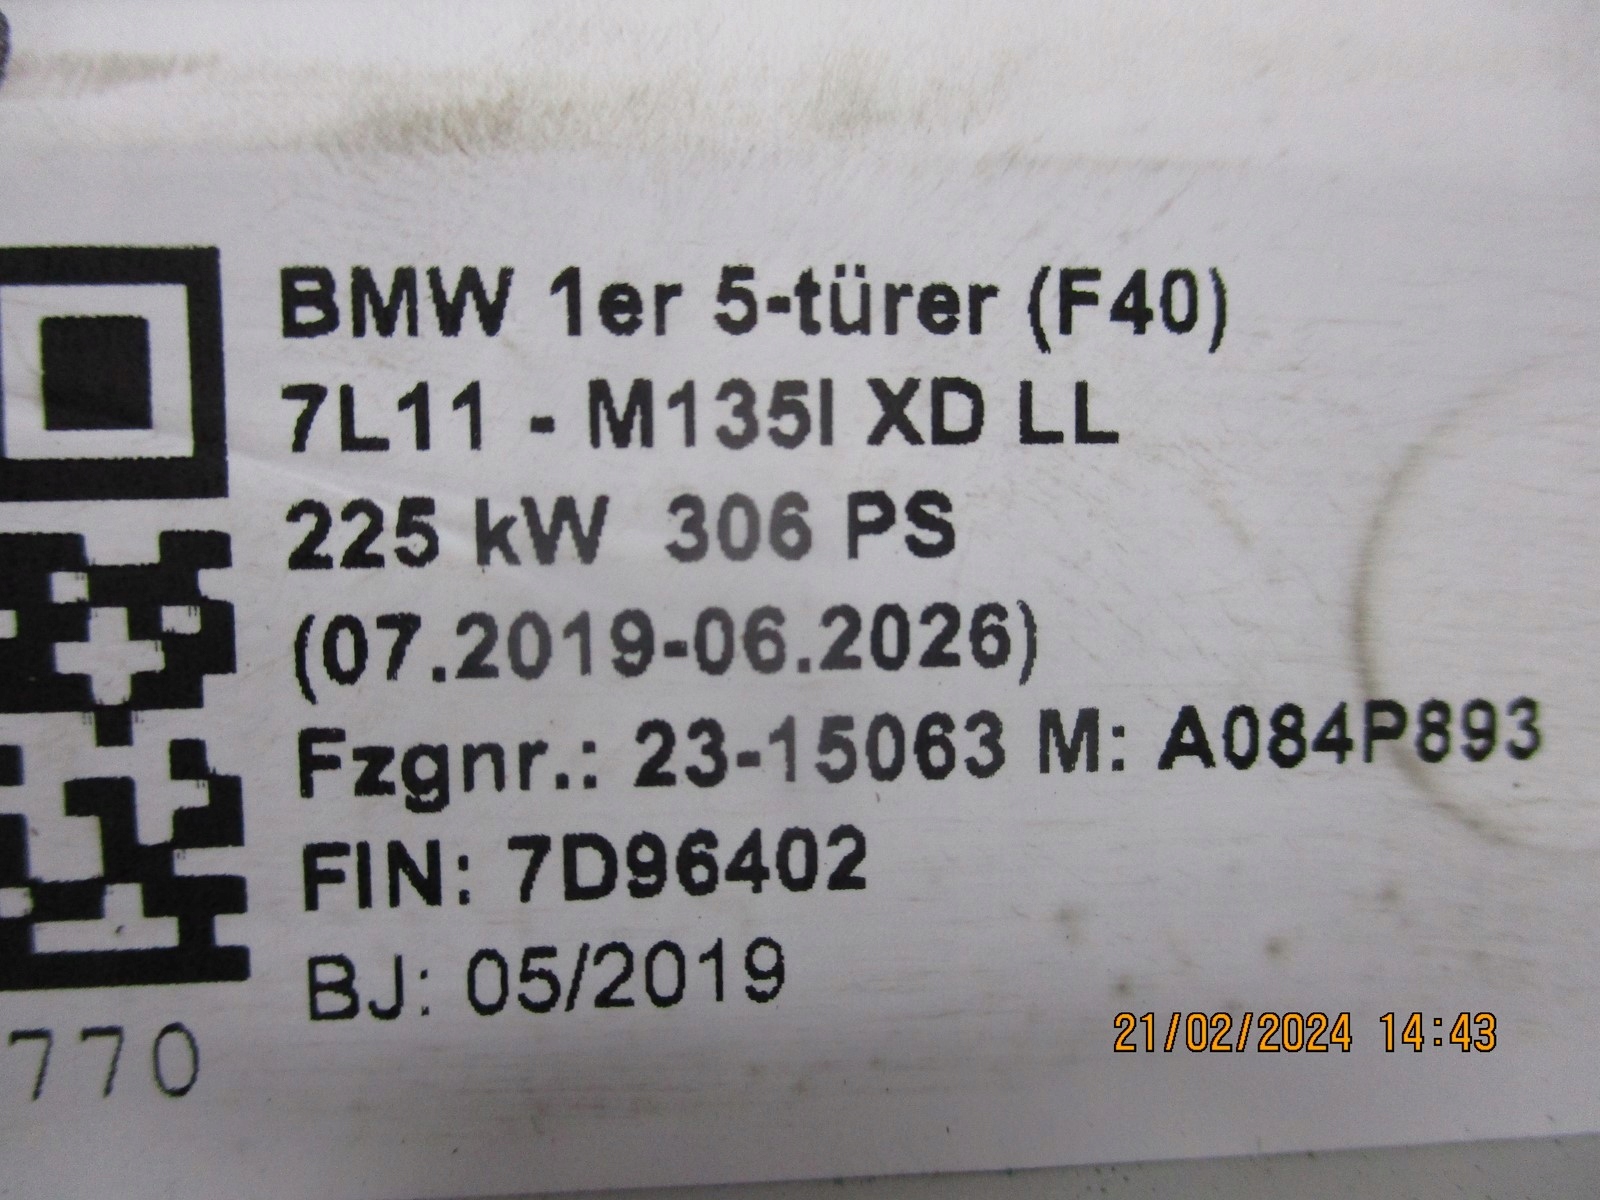 BMW 1er 5-türer (F40)
7L11 - M135I XD LL
225 kW  306 PS
(07.2019-06.2026)
Fzgnr.: 23-15063 M: A084P893
FIN: 7D96402
BJ: 05/2019
770
21/02/2024 14:43